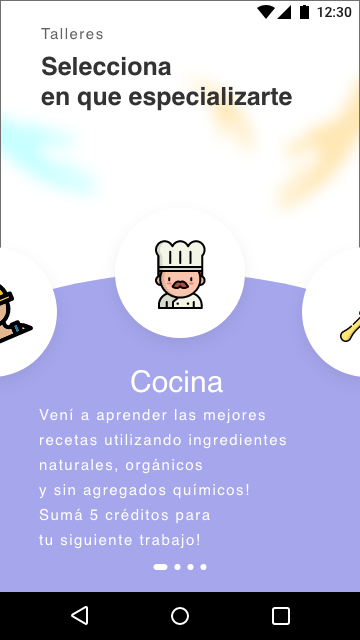 12:30
Talleres
Selecciona
en que especializarte
Cocina
Vení a aprender las mejores
recetas utilizando ingredientes
naturales, orgánicos
y sin agregados químicos!
Sumá 5 créditos para
tu siguiente trabajo!